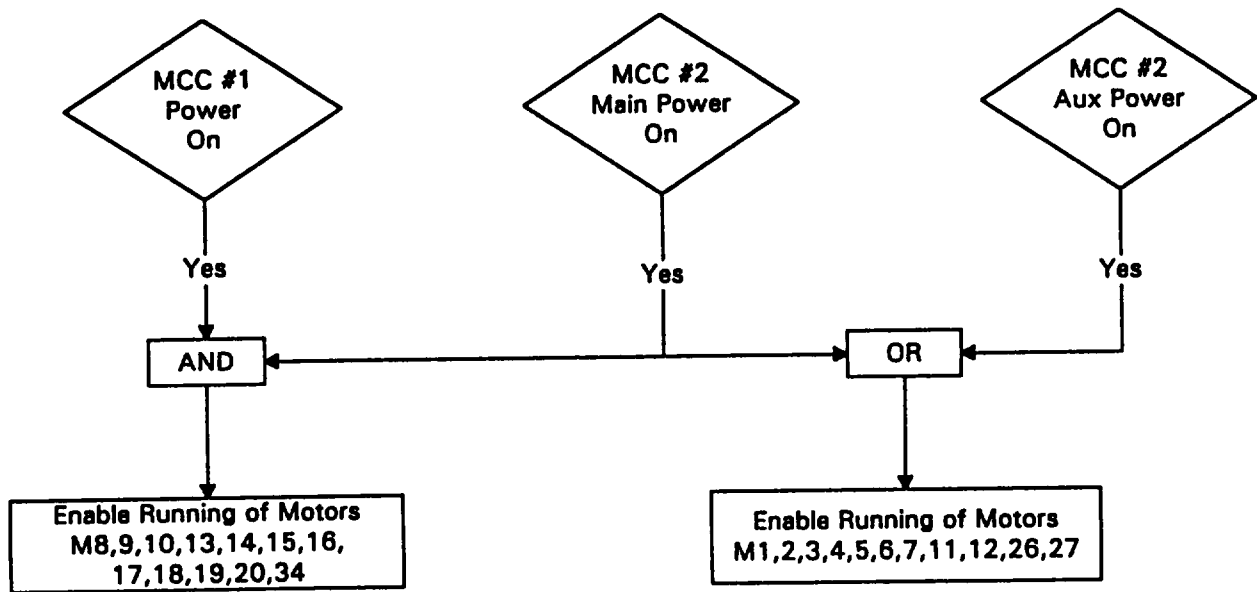 MCC #1
Power
On
MCC #2
Main Power
On
MCC #2
Aux Power
On
Yes
Yes
Yes
AND
OR
Enable Running of Motors
M8,9,10,13,14,15,16,
17,18,19,20,34
Enable Running of Motors
M1,2,3,4,5,6,7,11,12,26,27